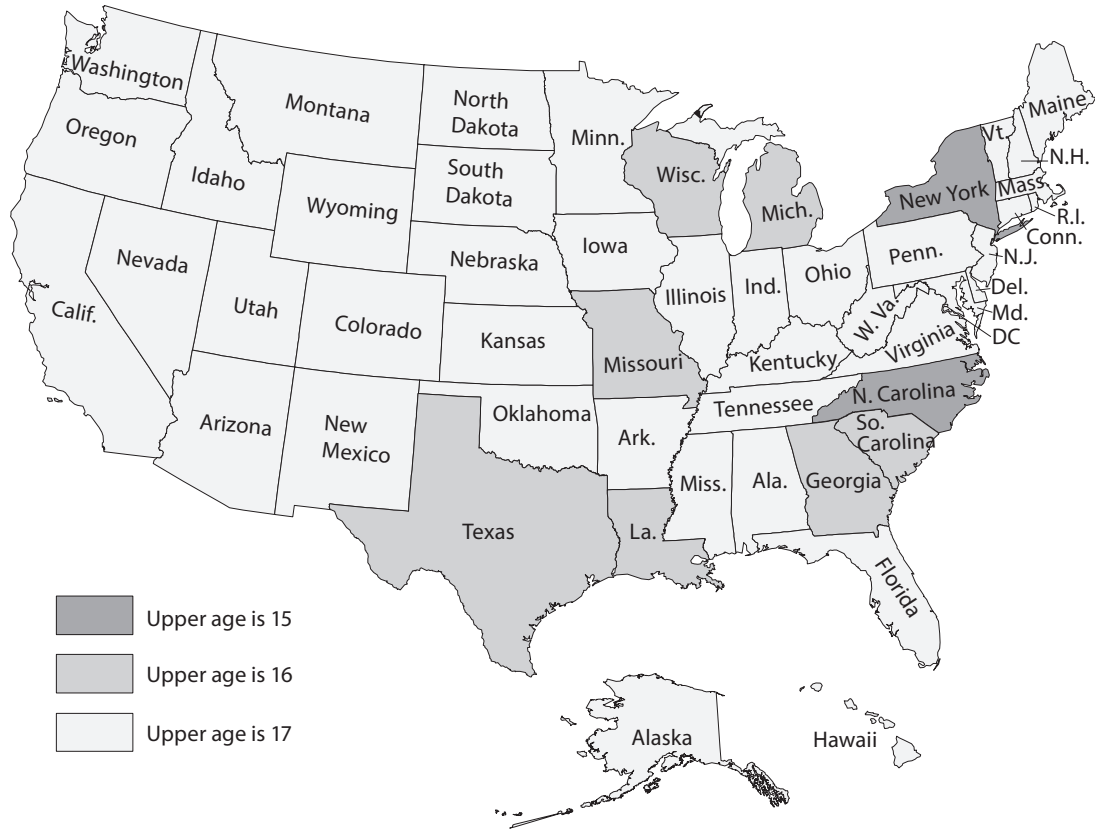 Washington
Oregon
Idaho
Montana
North
Dakota
South
Dakota
Minn.
Wisc.
Mich.
Wyoming
Nebraska
Iowa
Nevada
Utah
Colorado
Kansas
Calif.
Arizona
New
Mexico
Oklahoma
Missouri
Ark.
Illinois
Ind.
Ohio
Penn.
New York
Vt.
Maine
N.H.
Mass.
R.I.
Conn.
N.J.
Del.
Md.
DC
W. Va.
Virginia
Kentucky
Tennessee
N. Carolina
So.
Carolina
Miss.
Ala.
Georgia
Texas
La.
Florida
Upper age is 15
Upper age is 16
Upper age is 17
Alaska
Hawaii